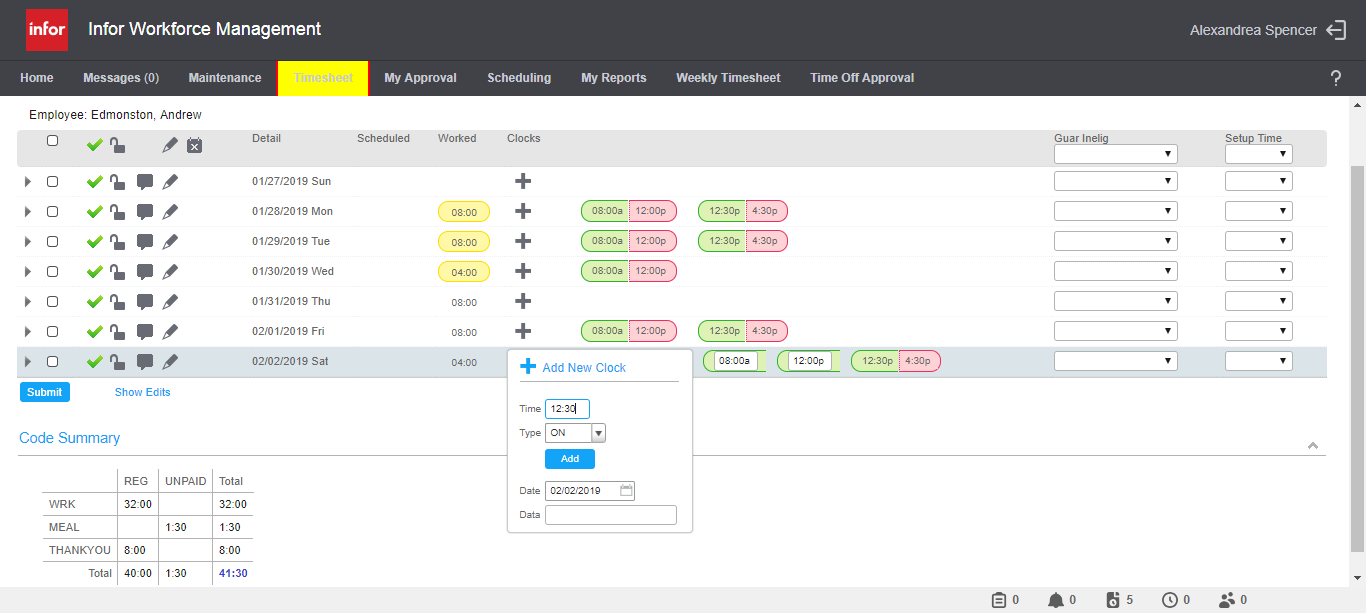 infor
Infor Workforce Management
Alexandrea Spencer
Home Messages (0) Maintenance Timesheet My Approval Scheduling My Reports Weekly Timesheet Time Off Approval ?
Employee: Edmonston, Andrew
Detail Scheduled Worked Clocks Guar Inelig Setup Time
01/27/2019 Sun
01/28/2019 Mon 08:00 08:00a 12:00p 12:30p 4:30p
01/29/2019 Tue 08:00 08:00a 12:00p 12:30p 4:30p
01/30/2019 Wed 04:00 08:00a 12:00p
01/31/2019 Thu 08:00
02/01/2019 Fri 08:00 08:00a 12:00p 12:30p 4:30p
02/02/2019 Sat 04:00 08:00a 12:00p 12:30p 4:30p
Add New Clock
Time 12:30
Type ON
Add
Date 02/02/2019
Data
Submit Show Edits
Code Summary
REG UNPAID Total
WRK 32:00 32:00
MEAL 1:30 1:30
THANKYOU 8:00 8:00
Total 40:00 1:30 41:30
0 0 5 0 0